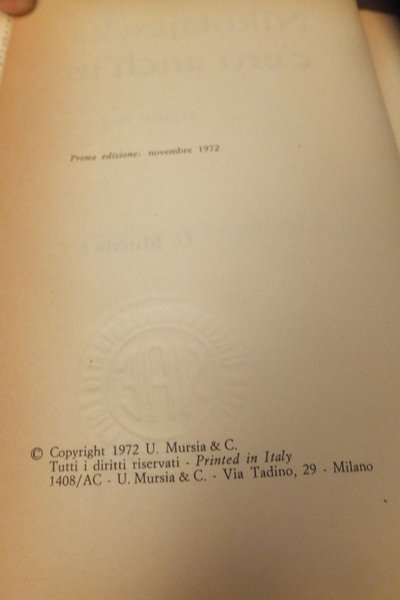 Prima edizione: novembre 1972
© Copyright 1972 U. Mursia & C.
Tutti i diritti riservati - Printed in Italy
1408/AC - U. Mursia & C. - Via Tadino, 29 - Milano